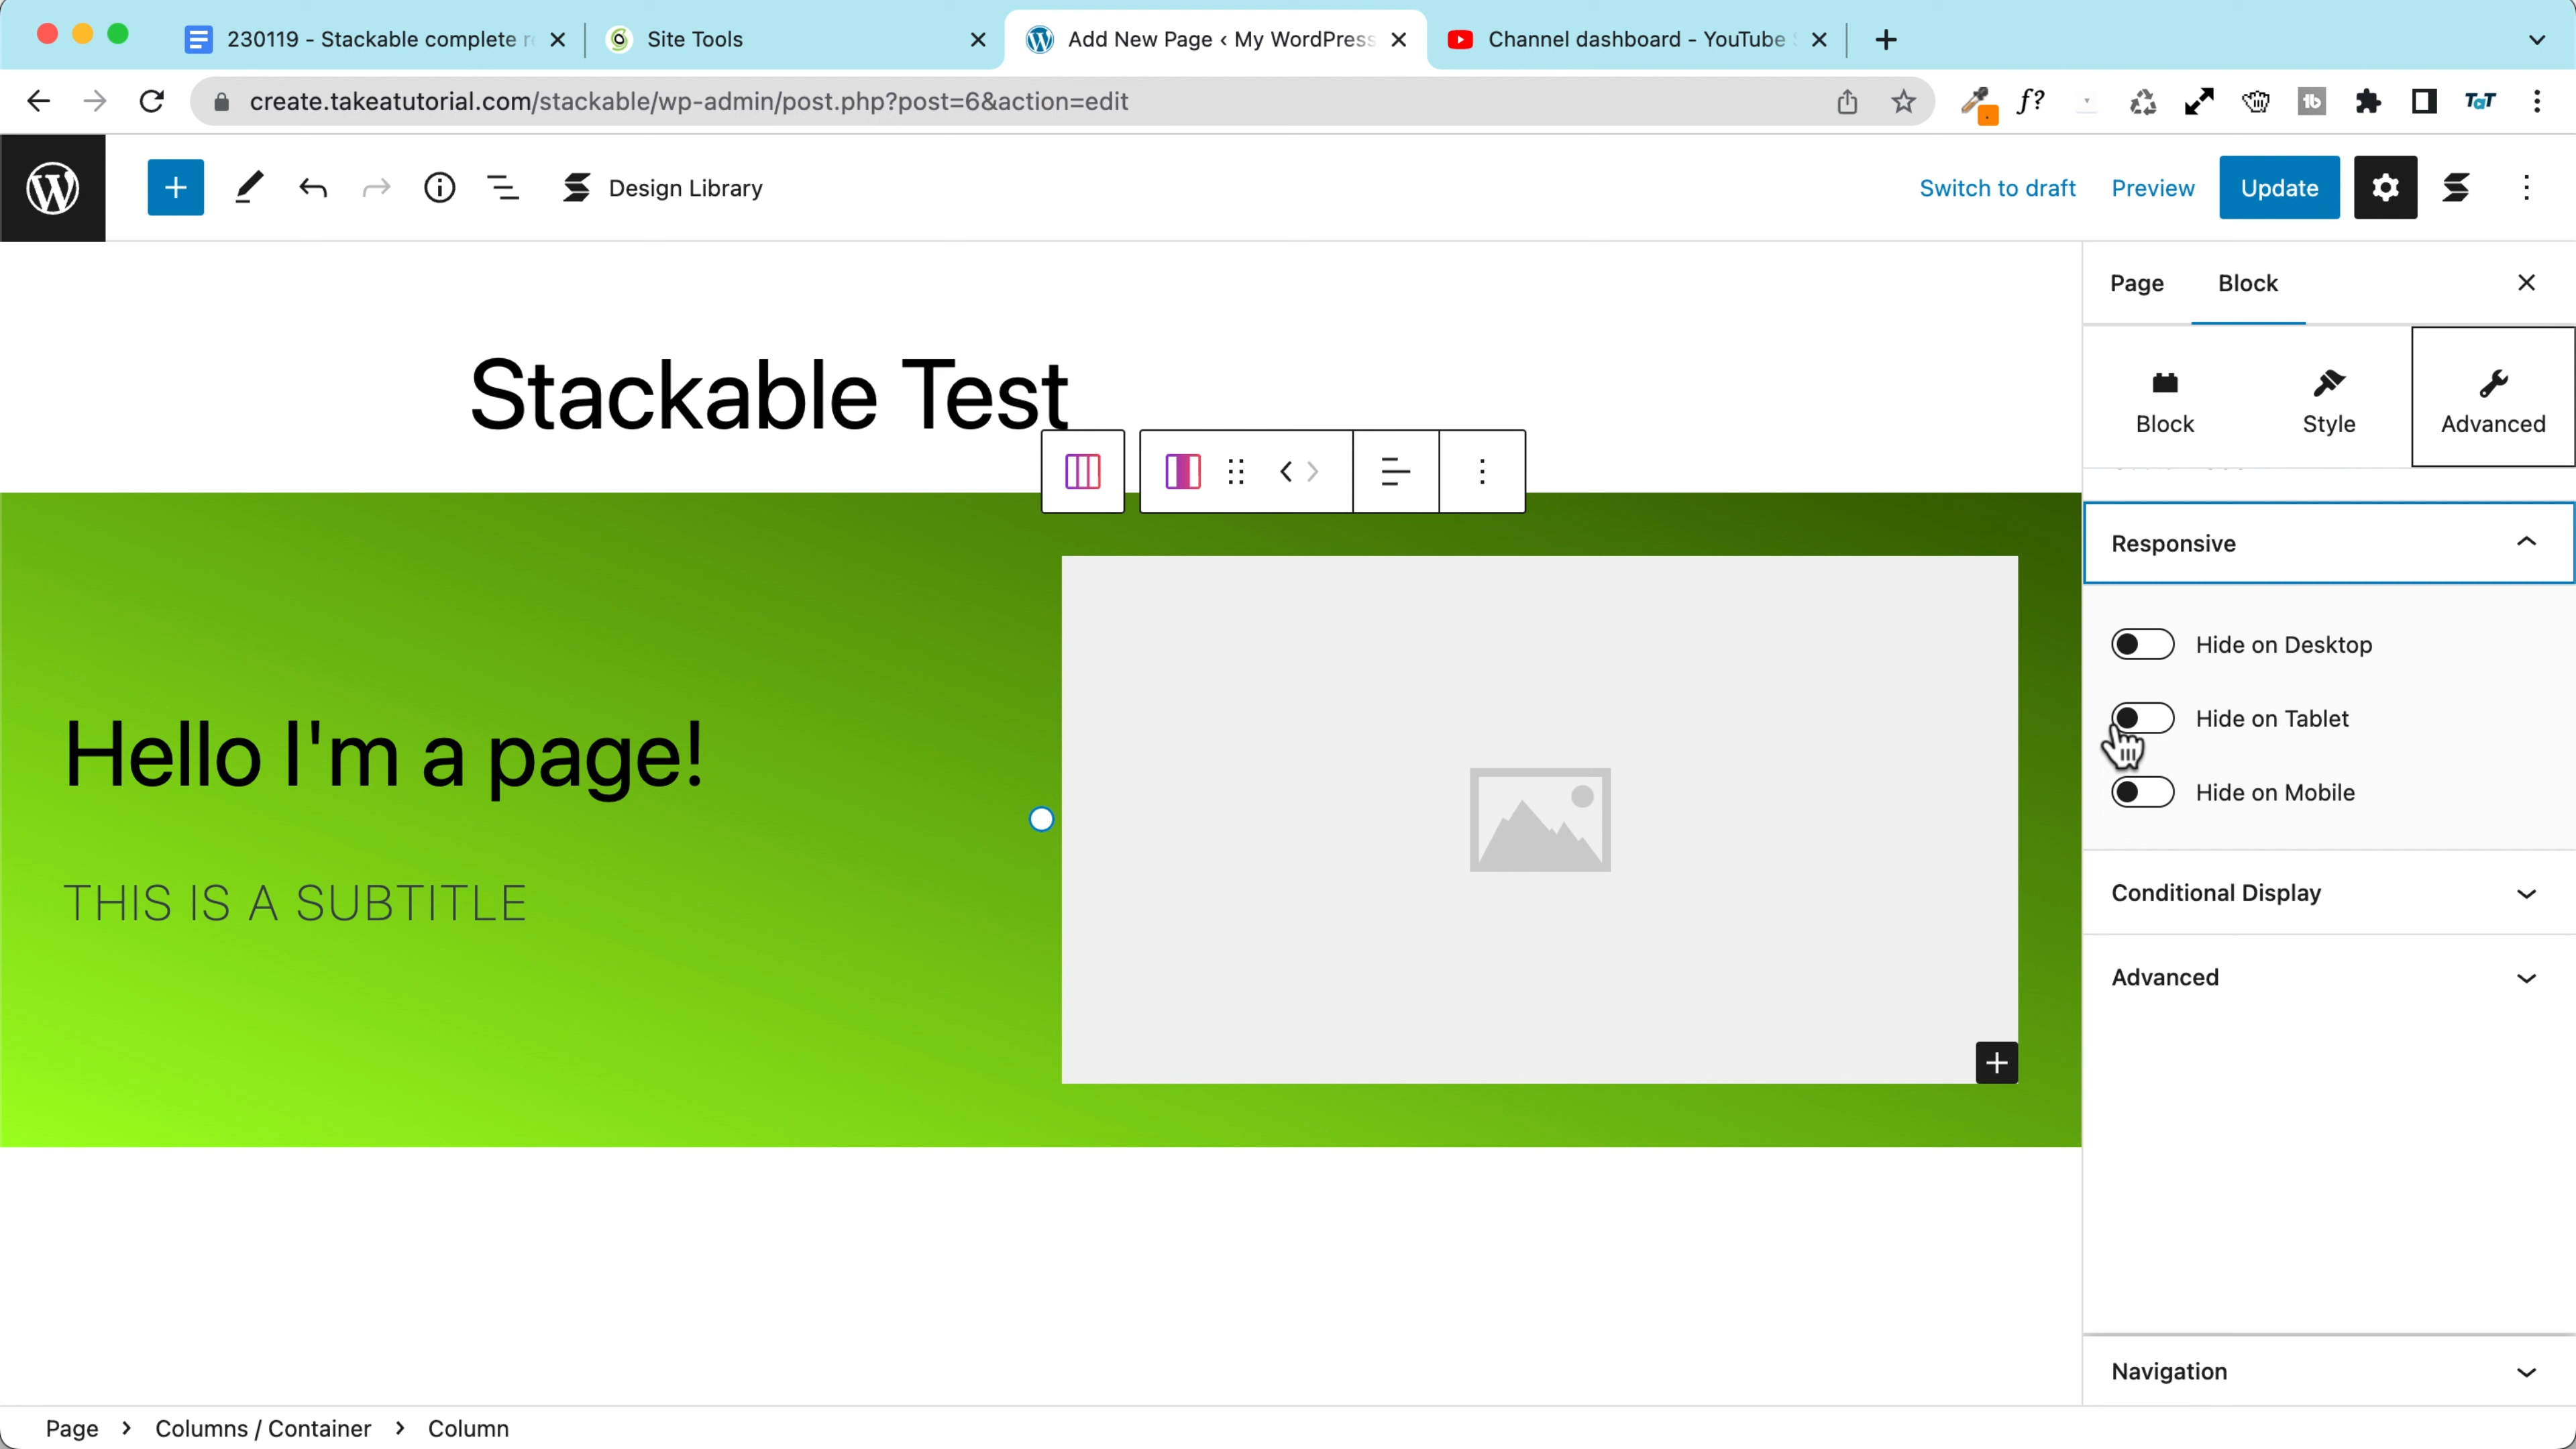 230119 - Stackable complete r
Site Tools
Add New Page ‹ My WordPress
Channel dashboard - YouTube
create.takeatutorial.com/stackable/wp-admin/post.php?post=6&action=edit
f?
tb
TaT
Design Library
Switch to draft
Preview
Update
Page
Block
Block
Style
Advanced
Stackable Test
Responsive
Hide on Desktop
Hide on Tablet
Hide on Mobile
Hello I'm a page!
THIS IS A SUBTITLE
Conditional Display
Advanced
Navigation
Page › Columns / Container › Column